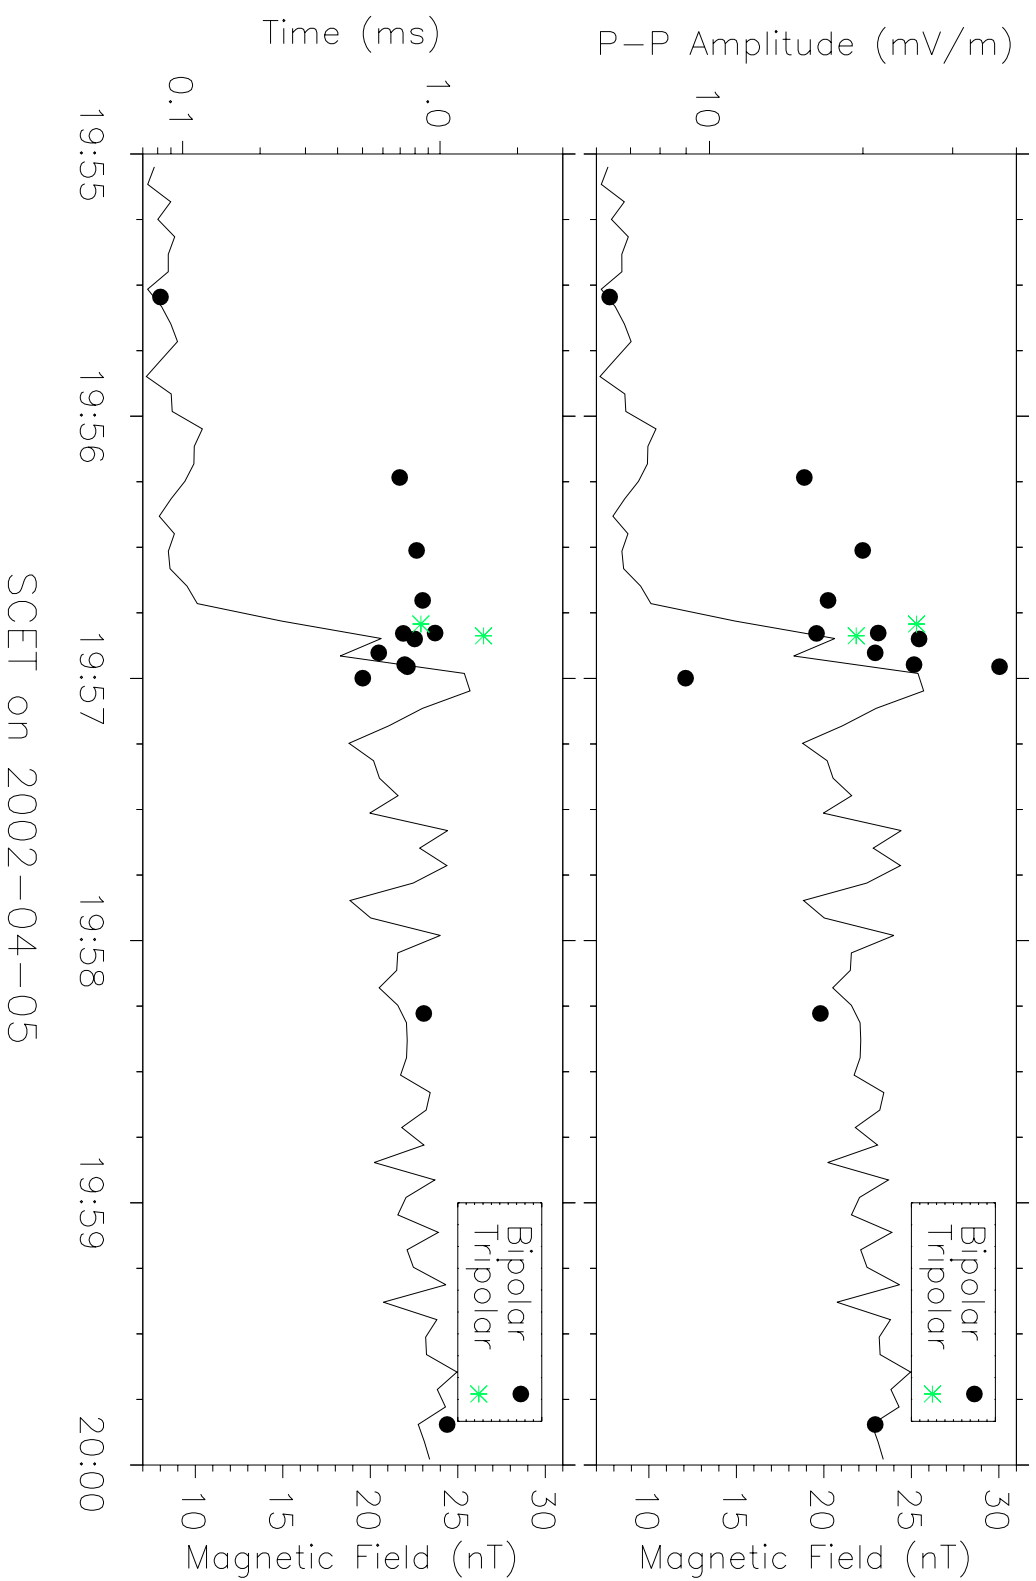 P-P Amplitude (mV/m)
10
Bipolar
Tripolar
30
25
20
15
10
Magnetic Field (nT)
Time (ms)
1.0
0.1
Bipolar
Tripolar
30
25
20
15
10
Magnetic Field (nT)
19:55
19:56
19:57
19:58
19:59
20:00
SCET on 2002-04-05